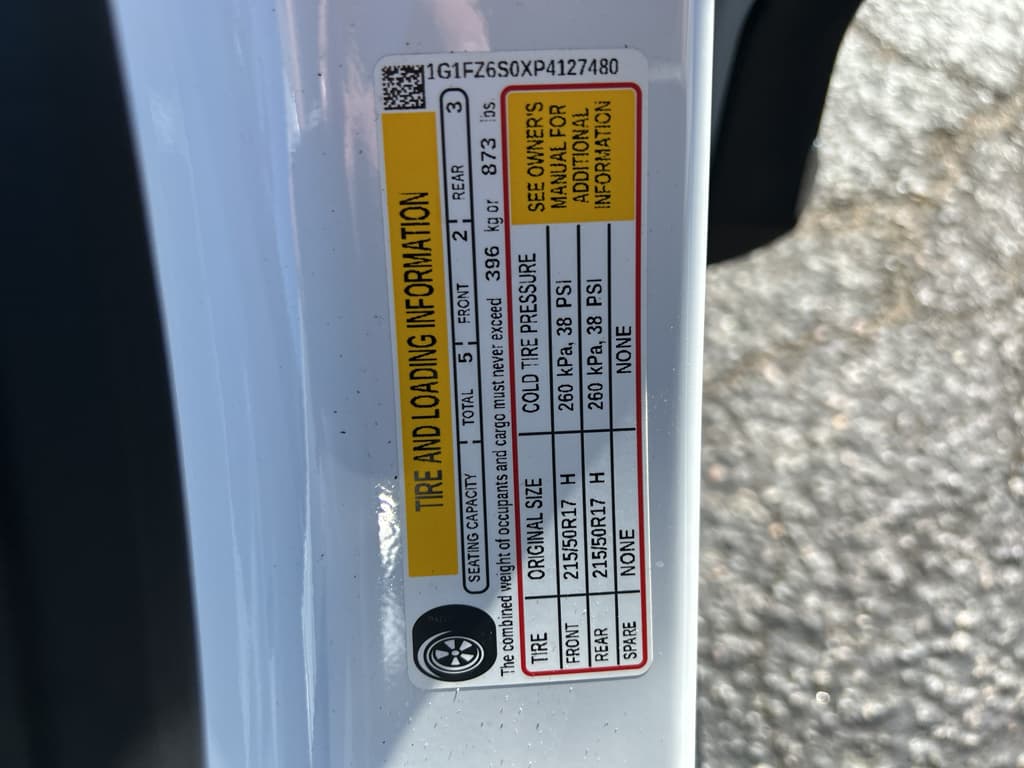 1G1FZ6S0XP4127480
TIRE AND LOADING INFORMATION
SEATING CAPACITY TOTAL 5 FRONT 2 REAR 3
The combined weight of occupants and cargo must never exceed 396 kg or 873 lbs.
TIRE ORIGINAL SIZE COLD TIRE PRESSURE
FRONT 215/50R17 H 260 kPa, 38 PSI
REAR 215/50R17 H 260 kPa, 38 PSI
SPARE NONE NONE
SEE OWNER'S
MANUAL FOR
ADDITIONAL
INFORMATION